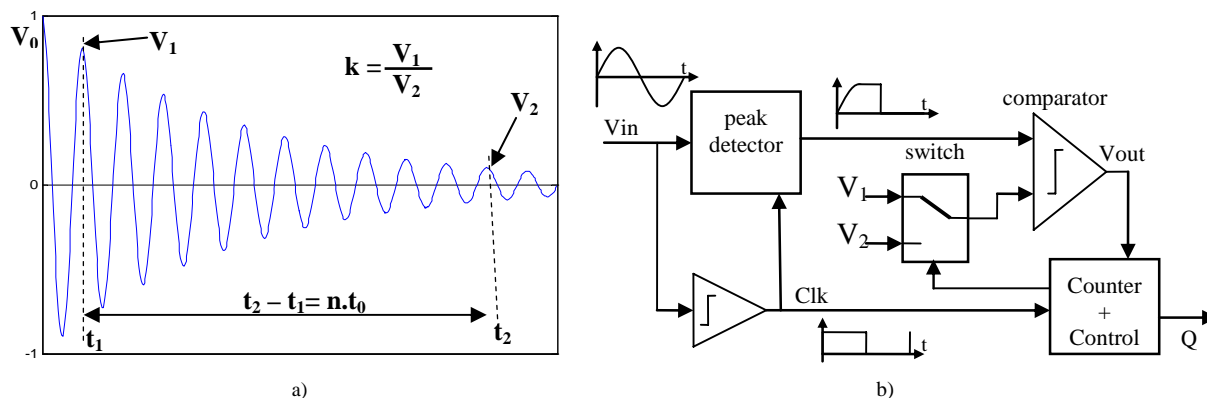 1
V0
V1
k = V1
V2
V2
0
t2 – t1= n.t0
t1
t2
-1
a)
t
Vin
peak
detector
t
comparator
switch
Vout
V1
V2
Clk
t
Counter
+
Control
Q
b)